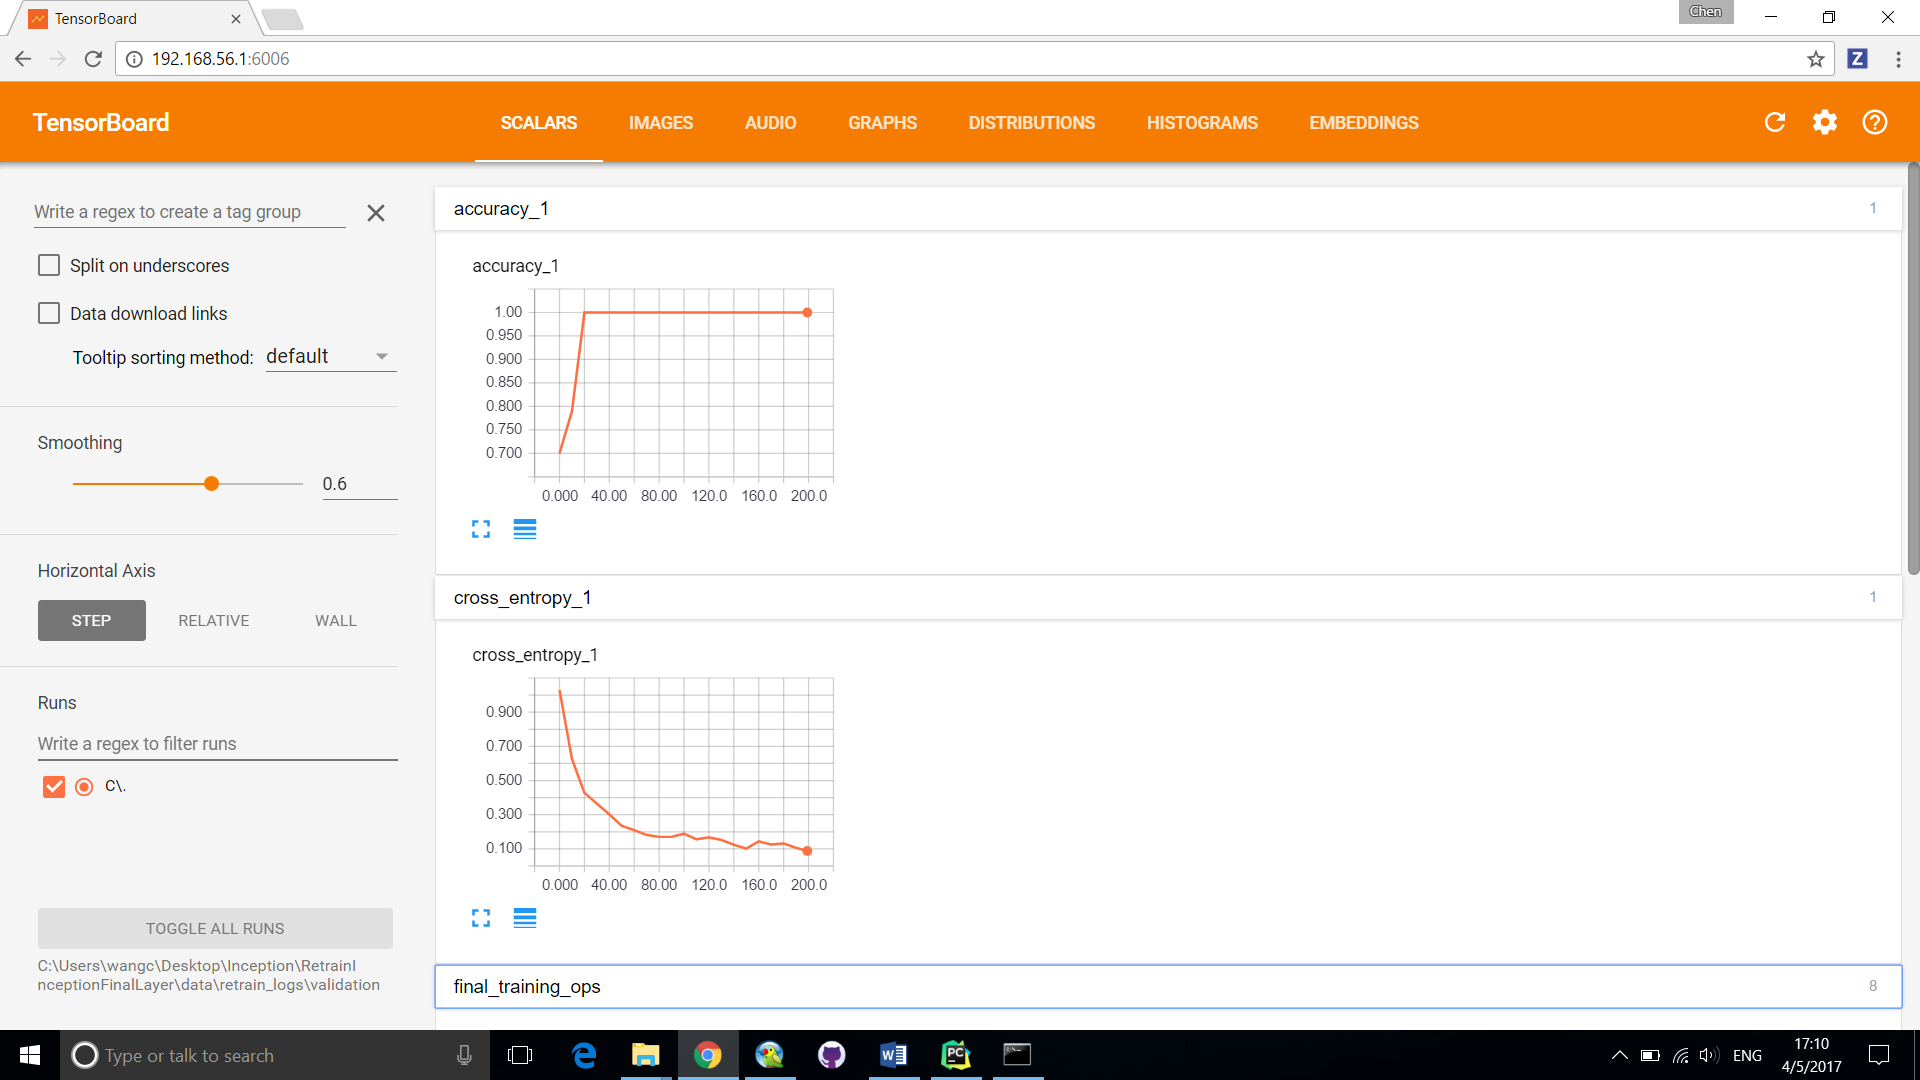 TensorBoard
Chen
192.168.56.1:6006
Z
TensorBoard
SCALARS
IMAGES
AUDIO
GRAPHS
DISTRIBUTIONS
HISTOGRAMS
EMBEDDINGS
Write a regex to create a tag group
Split on underscores
Data download links
Tooltip sorting method: default
Smoothing
0.6
Horizontal Axis
STEP
RELATIVE
WALL
Runs
Write a regex to filter runs
C\.
TOGGLE ALL RUNS
C:\Users\wangc\Desktop\Inception\RetrainI
nceptionFinalLayer\data\retrain_logs\validation
accuracy_1
1
accuracy_1
1.00
0.950
0.900
0.850
0.800
0.750
0.700
0.000 40.00 80.00 120.0 160.0 200.0
cross_entropy_1
1
cross_entropy_1
0.900
0.700
0.500
0.300
0.100
0.000 40.00 80.00 120.0 160.0 200.0
final_training_ops
8
Type or talk to search
W
PC
ENG
17:10
4/5/2017